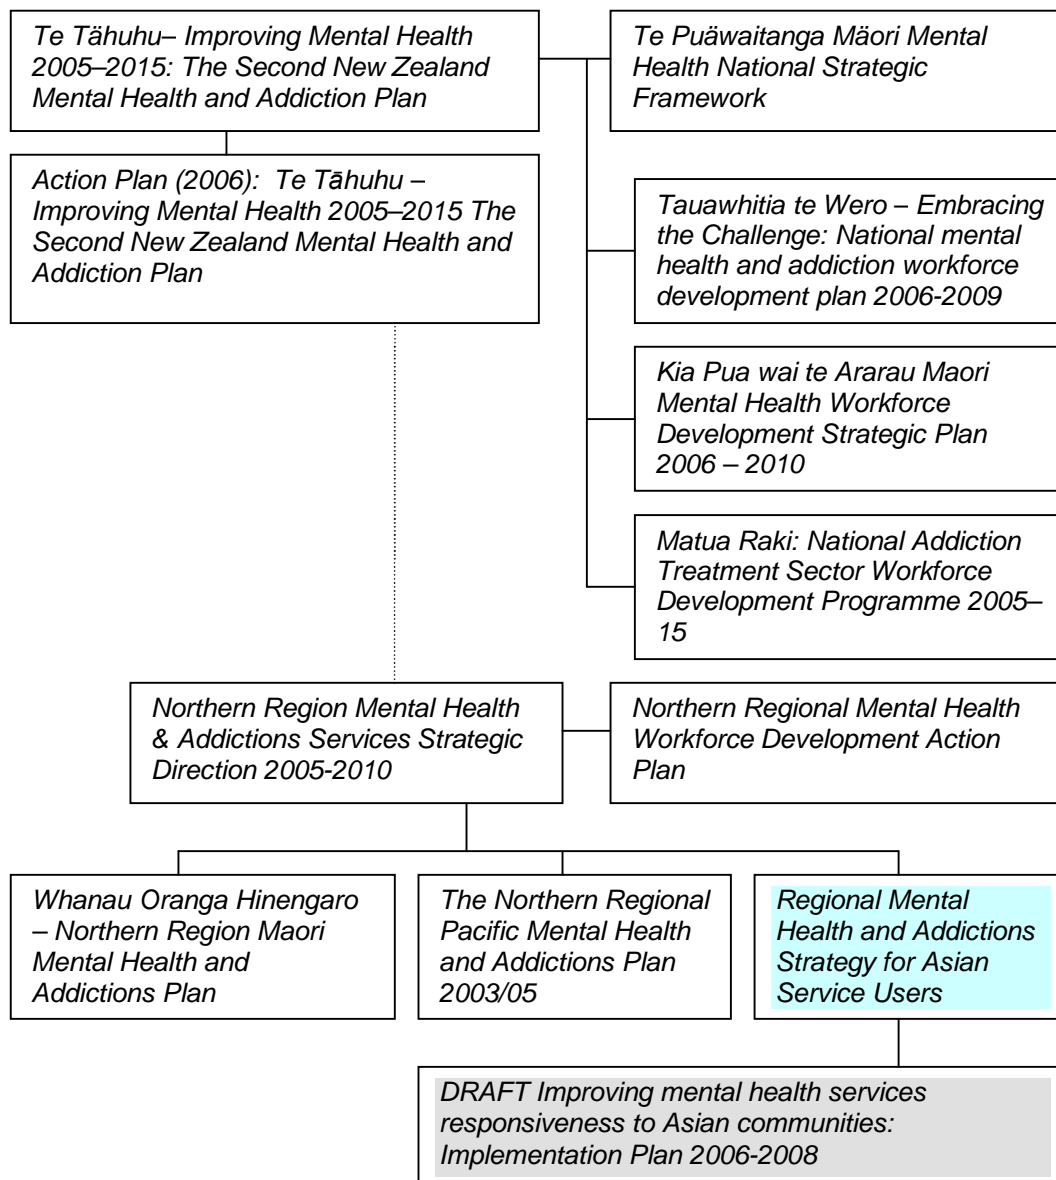 Te Tähuhu– Improving Mental Health
2005–2015: The Second New Zealand
Mental Health and Addiction Plan
Te Puäwaitanga Mäori Mental
Health National Strategic
Framework
Action Plan (2006):  Te Tāhuhu –
Improving Mental Health 2005–2015 The
Second New Zealand Mental Health and
Addiction Plan
Tauawhitia te Wero – Embracing
the Challenge: National mental
health and addiction workforce
development plan 2006-2009
Kia Pua wai te Ararau Maori
Mental Health Workforce
Development Strategic Plan
2006 – 2010
Matua Raki: National Addiction
Treatment Sector Workforce
Development Programme 2005–
15
Northern Region Mental Health
& Addictions Services Strategic
Direction 2005-2010
Northern Regional Mental Health
Workforce Development Action
Plan
Whanau Oranga Hinengaro
– Northern Region Maori
Mental Health and
Addictions Plan
The Northern Regional
Pacific Mental Health
and Addictions Plan
2003/05
Regional Mental
Health and Addictions
Strategy for Asian
Service Users
DRAFT Improving mental health services
responsiveness to Asian communities:
Implementation Plan 2006-2008